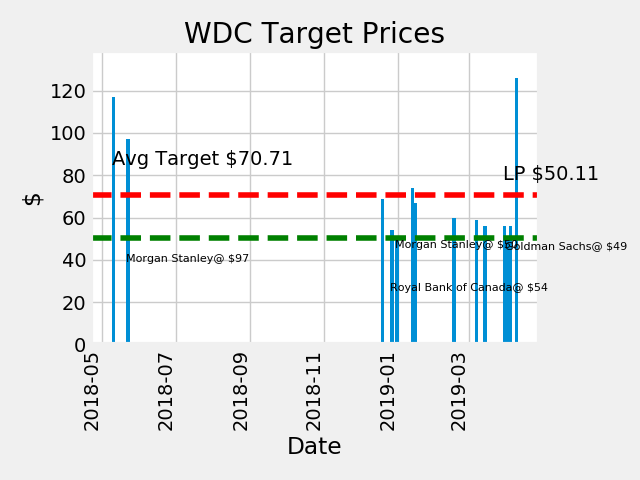 WDC Target Prices
120
100
80
60
40
20
0
$
Avg Target $70.71
LP $50.11
Morgan Stanley@ $97
Morgan Stanley@ $50
Goldman Sachs@ $49
Royal Bank of Canada@ $54
2018-05
2018-07
2018-09
2018-11
2019-01
2019-03
Date